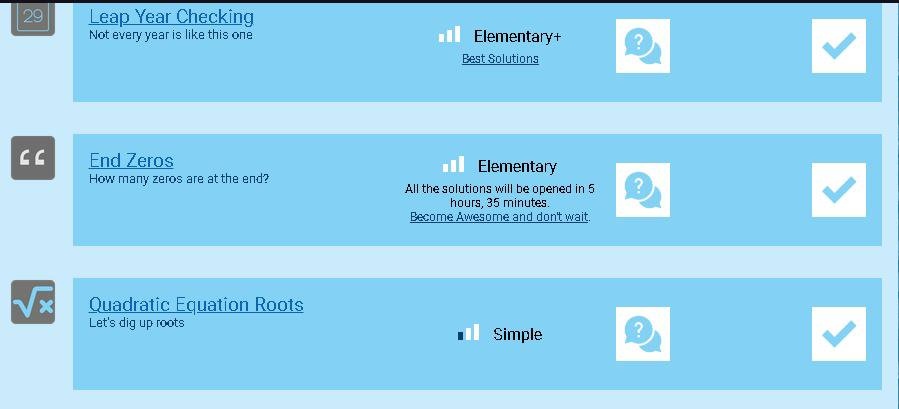 29
Leap Year Checking
Not every year is like this one
Elementary+
Best Solutions
?
End Zeros
How many zeros are at the end?
Elementary
All the solutions will be opened in 5
hours, 35 minutes.
Become Awesome and don't wait.
?
√x
Quadratic Equation Roots
Let's dig up roots
Simple
?